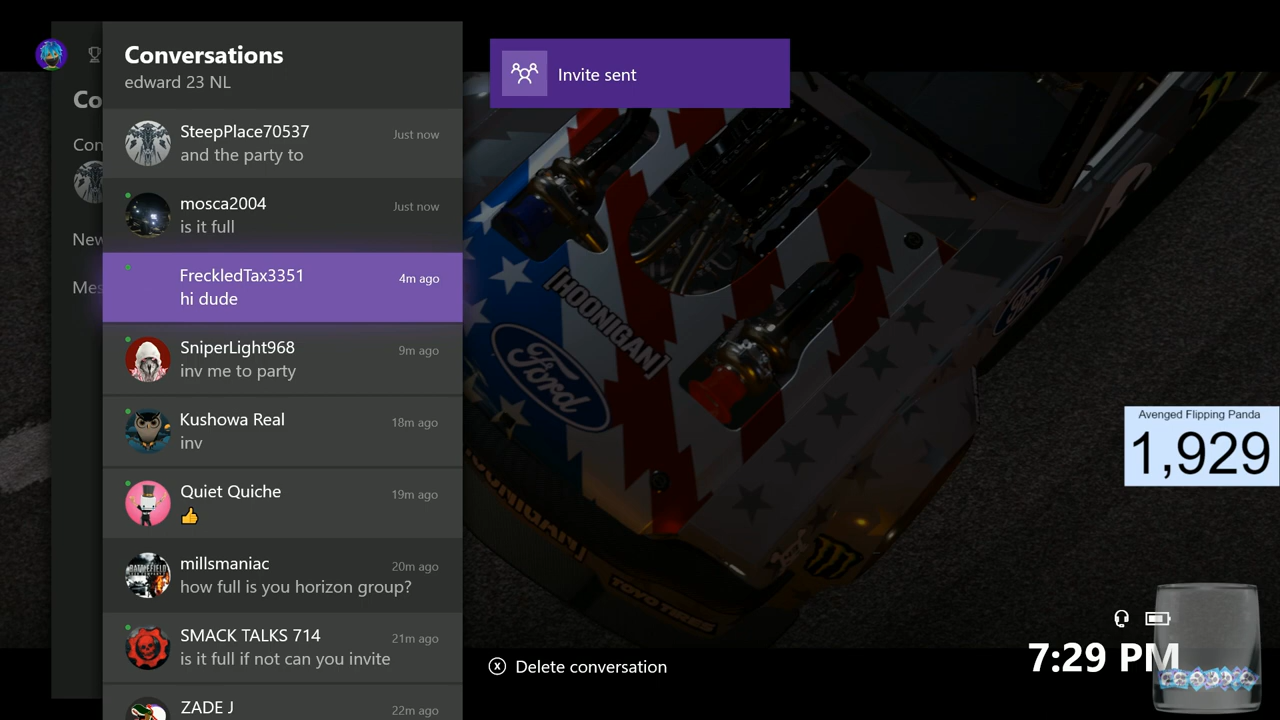 Conversations
edward 23 NL
Co
Con
New
Mes
SteepPlace70537
Just now
and the party to
mosca2004
Just now
is it full
FreckledTax3351
4m ago
hi dude
SniperLight968
9m ago
inv me to party
Kushowa Real
18m ago
inv
Quiet Quiche
19m ago
👍
millsmaniac
20m ago
how full is you horizon group?
SMACK TALKS 714
21m ago
is it full if not can you invite
ZADE J
22m ago
Invite sent
[HOONIGAN]
Ford
Ford
TOYO TIRES
Avenged Flipping Panda
1,929
X Delete conversation
7:29 PM